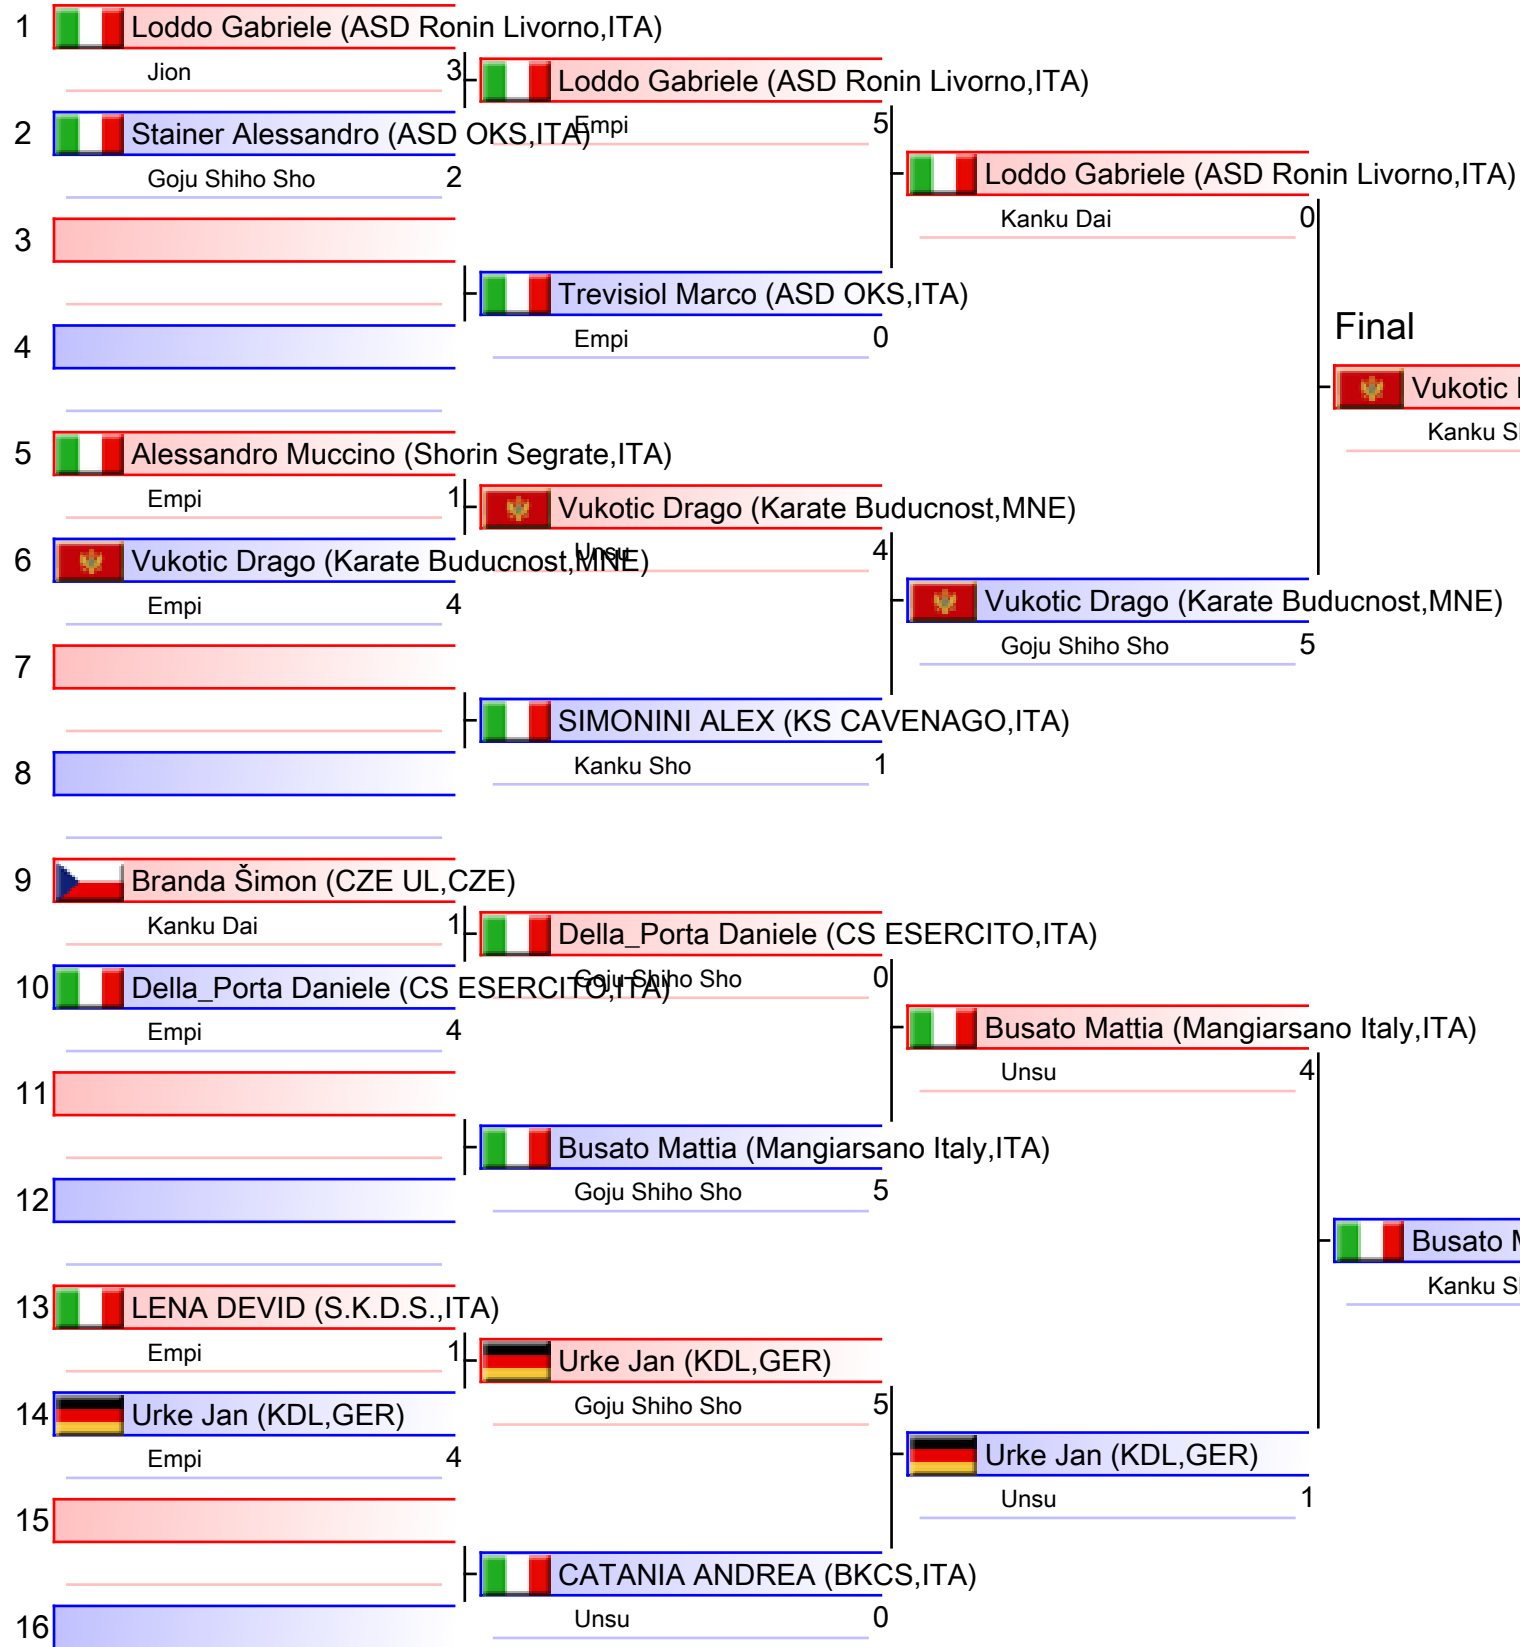 1 Loddo Gabriele (ASD Ronin Livorno,ITA)
Jion 3
2 Stainer Alessandro (ASD OKS,ITA)
Goju Shiho Sho 2
3
4
5 Alessandro Muccino (Shorin Segrate,ITA)
Empi 1
6 Vukotic Drago (Karate Buducnost,MNE)
Empi 4
7
8
9 Branda Šimon (CZE UL,CZE)
Kanku Dai 1
10 Della_Porta Daniele (CS ESERCITO,ITA)
Empi 4
11
12
13 LENA DEVID (S.K.D.S.,ITA)
Empi 1
14 Urke Jan (KDL,GER)
Empi 4
15
16
Loddo Gabriele (ASD Ronin Livorno,ITA)
Empi 5
Trevisiol Marco (ASD OKS,ITA)
Empi 0
Vukotic Drago (Karate Buducnost,MNE)
Unsu 4
SIMONINI ALEX (KS CAVENAGO,ITA)
Kanku Sho 1
Della_Porta Daniele (CS ESERCITO,ITA)
Goju Shiho Sho 0
Busato Mattia (Mangiarsano Italy,ITA)
Goju Shiho Sho 5
Urke Jan (KDL,GER)
Goju Shiho Sho 5
CATANIA ANDREA (BKCS,ITA)
Unsu 0
Loddo Gabriele (ASD Ronin Livorno,ITA)
Kanku Dai 0
Vukotic Drago (Karate Buducnost,MNE)
Goju Shiho Sho 5
Busato Mattia (Mangiarsano Italy,ITA)
Unsu 4
Urke Jan (KDL,GER)
Unsu 1
Final
Vukotic
Kanku
Busato
Kanku